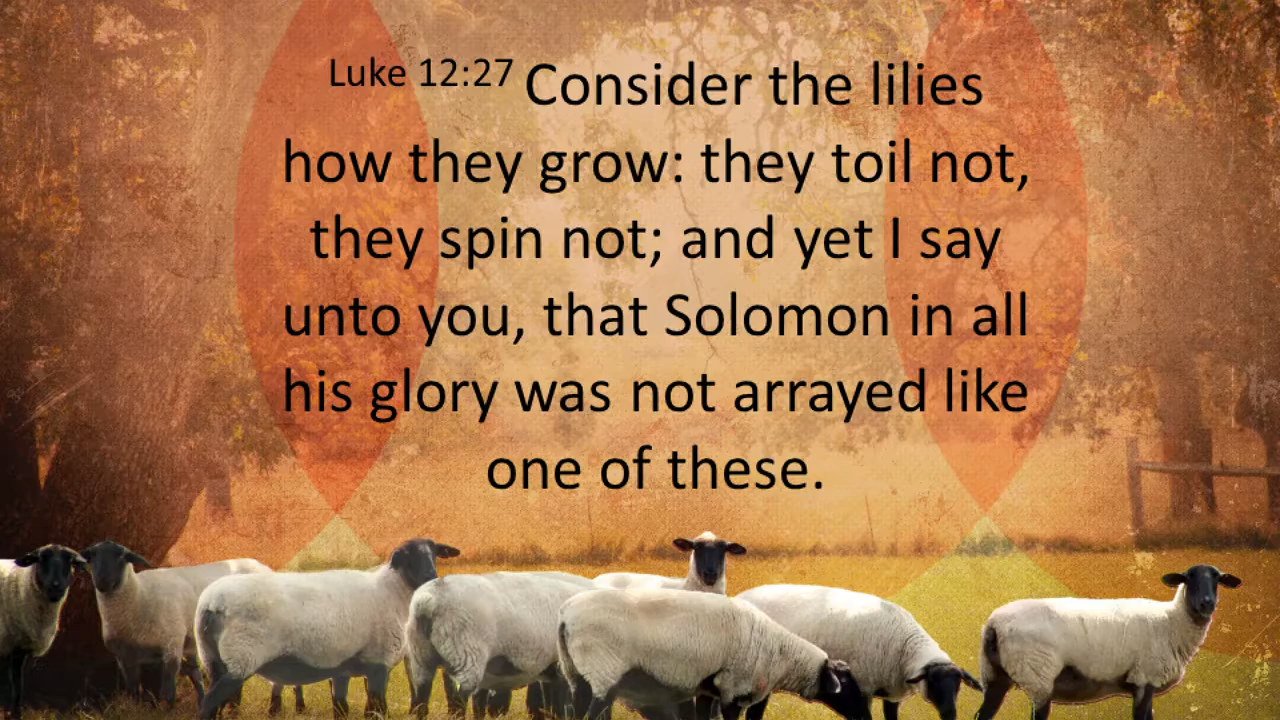 Luke 12:27 Consider the lilies
how they grow: they toil not,
they spin not; and yet I say
unto you, that Solomon in all
his glory was not arrayed like
one of these.